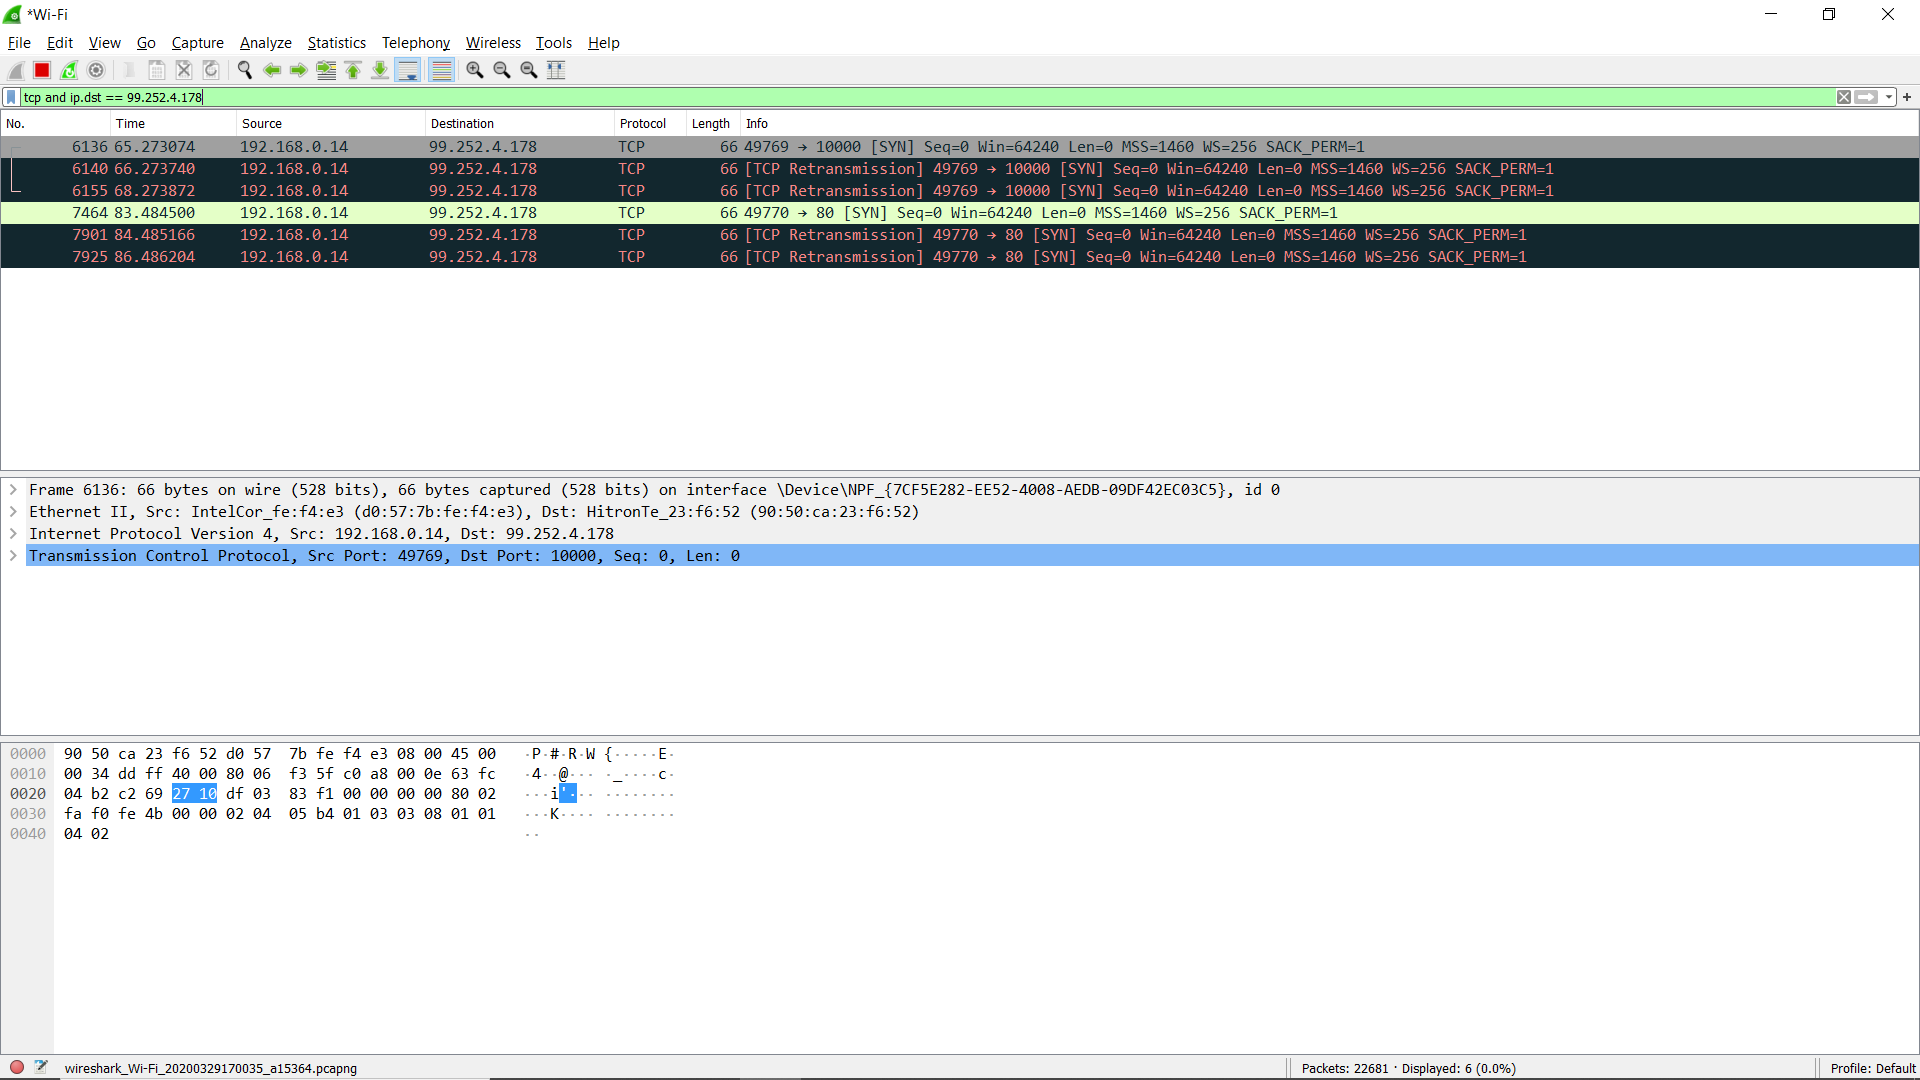 *Wi-Fi
File Edit View Go Capture Analyze Statistics Telephony Wireless Tools Help
tcp and ip.dst == 99.252.4.178
No. Time Source Destination Protocol Length Info
6136 65.273074 192.168.0.14 99.252.4.178 TCP 66 49769 → 10000 [SYN] Seq=0 Win=64240 Len=0 MSS=1460 WS=256 SACK_PERM=1
6140 66.273740 192.168.0.14 99.252.4.178 TCP 66 [TCP Retransmission] 49769 → 10000 [SYN] Seq=0 Win=64240 Len=0 MSS=1460 WS=256 SACK_PERM=1
6155 68.273872 192.168.0.14 99.252.4.178 TCP 66 [TCP Retransmission] 49769 → 10000 [SYN] Seq=0 Win=64240 Len=0 MSS=1460 WS=256 SACK_PERM=1
7464 83.484500 192.168.0.14 99.252.4.178 TCP 66 49770 → 80 [SYN] Seq=0 Win=64240 Len=0 MSS=1460 WS=256 SACK_PERM=1
7901 84.485166 192.168.0.14 99.252.4.178 TCP 66 [TCP Retransmission] 49770 → 80 [SYN] Seq=0 Win=64240 Len=0 MSS=1460 WS=256 SACK_PERM=1
7925 86.486204 192.168.0.14 99.252.4.178 TCP 66 [TCP Retransmission] 49770 → 80 [SYN] Seq=0 Win=64240 Len=0 MSS=1460 WS=256 SACK_PERM=1
Frame 6136: 66 bytes on wire (528 bits), 66 bytes captured (528 bits) on interface \Device\NPF_{7CF5E282-EE52-4008-AEDB-09DF42EC03C5}, id 0
Ethernet II, Src: IntelCor_fe:f4:e3 (d0:57:7b:fe:f4:e3), Dst: HitronTe_23:f6:52 (90:50:ca:23:f6:52)
Internet Protocol Version 4, Src: 192.168.0.14, Dst: 99.252.4.178
Transmission Control Protocol, Src Port: 49769, Dst Port: 10000, Seq: 0, Len: 0
0000 90 50 ca 23 f6 52 d0 57 7b fe f4 e3 08 00 45 00 ·P·#·R·W {·····E·
0010 00 34 dd ff 40 00 80 06 f3 5f c0 a8 00 0e 63 fc ·4··@··· ·_····c·
0020 04 b2 c2 69 27 10 df 03 83 f1 00 00 00 00 80 02 ···i'··· ········
0030 fa f0 fe 4b 00 00 02 04 05 b4 01 03 03 08 01 01 ···K···· ········
0040 04 02 ··
wireshark_Wi-Fi_20200329170035_a15364.pcapng
Packets: 22681 · Displayed: 6 (0.0%)
Profile: Default